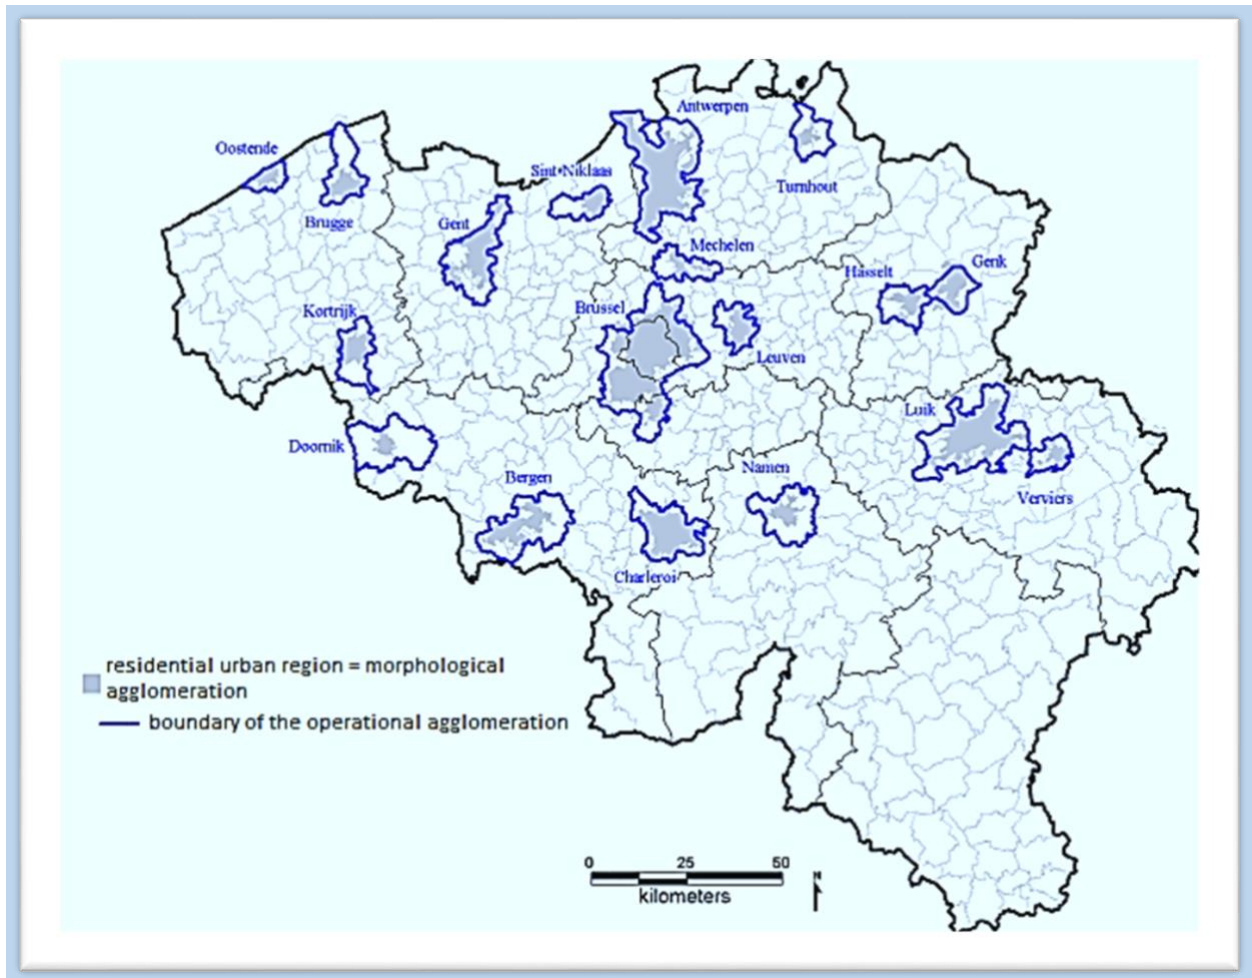 Antwerpen
Oostende
Sint-Niklaas
Turnhout
Brugge
Gent
Mechelen
Genk
Hasselt
Kortrijk
Brussel
Leuven
Luik
Doornik
Namen
Bergen
Verviers
Charleroi
residential urban region = morphological
agglomeration
boundary of the operational agglomeration
0 25 50
kilometers
N